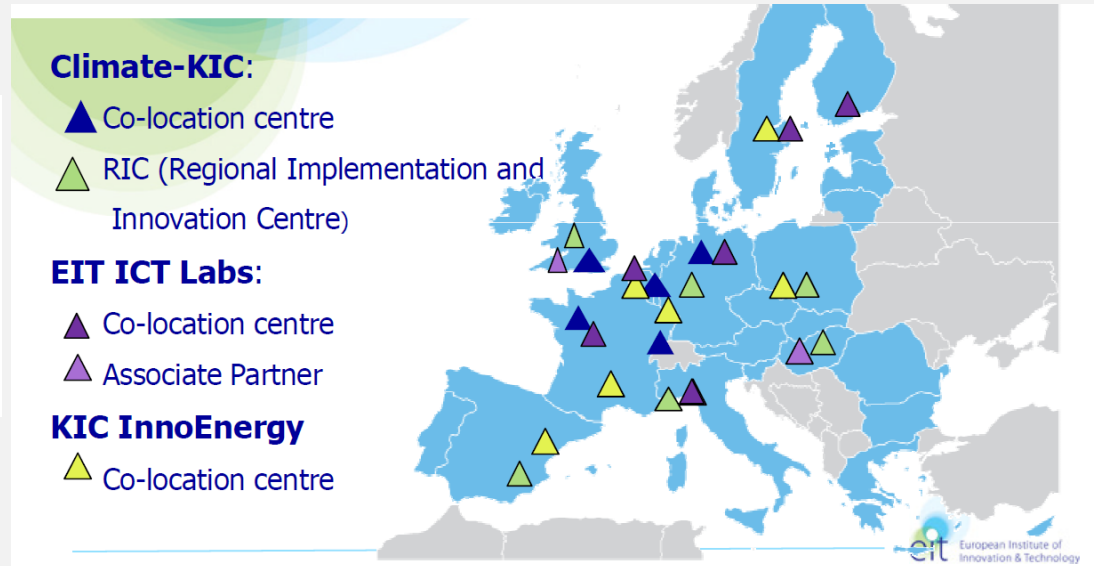 Climate-KIC:
Co-location centre
RIC (Regional Implementation and
Innovation Centre)
EIT ICT Labs:
Co-location centre
Associate Partner
KIC InnoEnergy
Co-location centre
eit European Institute of
Innovation & Technology